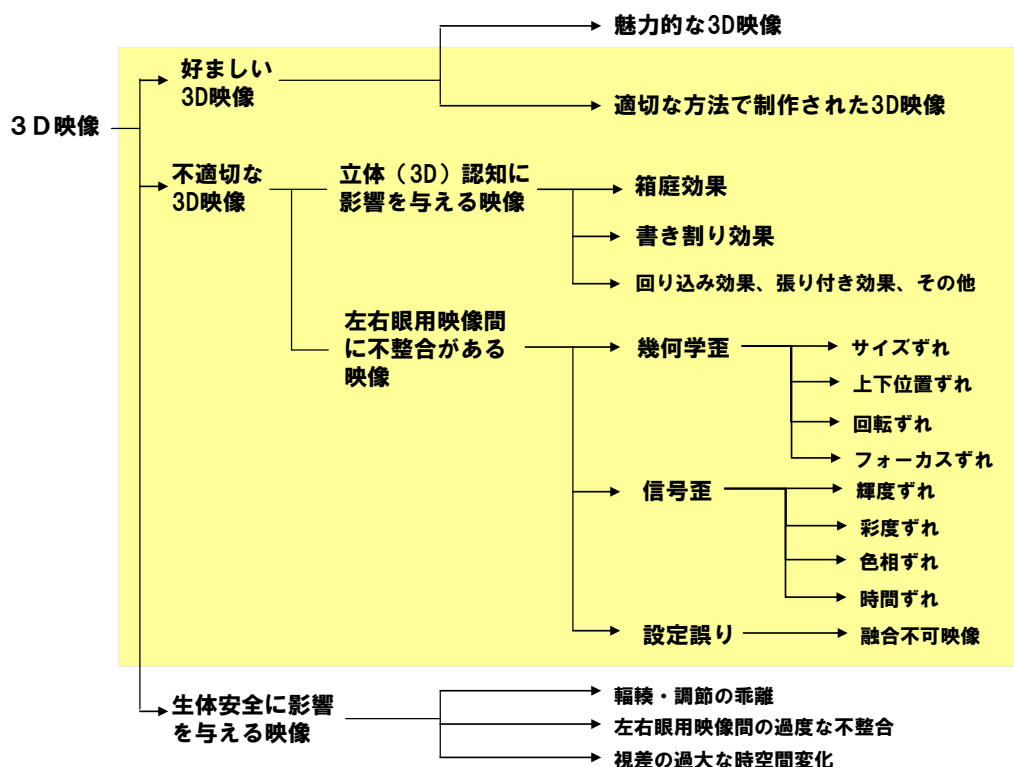 ３Ｄ映像
好ましい
3D映像
魅力的な3D映像
適切な方法で制作された3D映像
不適切な
3D映像
立体（3D）認知に
影響を与える映像
箱庭効果
書き割り効果
回り込み効果、張り付き効果、その他
左右眼用映像間
に不整合がある
映像
幾何学歪
サイズずれ
上下位置ずれ
回転ずれ
フォーカスずれ
信号歪
輝度ずれ
彩度ずれ
色相ずれ
時間ずれ
設定誤り
融合不可映像
生体安全に影響
を与える映像
輻輳・調節の乖離
左右眼用映像間の過度な不整合
視差の過大な時空間変化